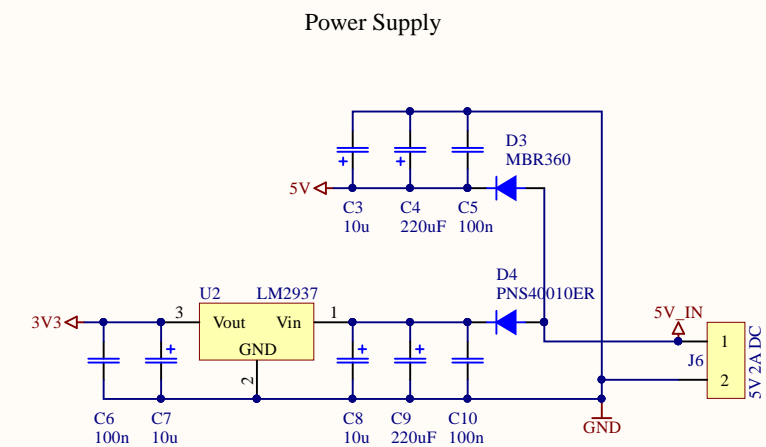 Power Supply
D3
MBR360
5V
C3
10u
C4
220uF
C5
100n
D4
PNS40010ER
U2 LM2937
3V3
3
Vout
Vin
1
GND
2
5V_IN
J6
1
2
5V 2A DC
GND
C6
100n
C7
10u
C8
10u
C9
220uF
C10
100n